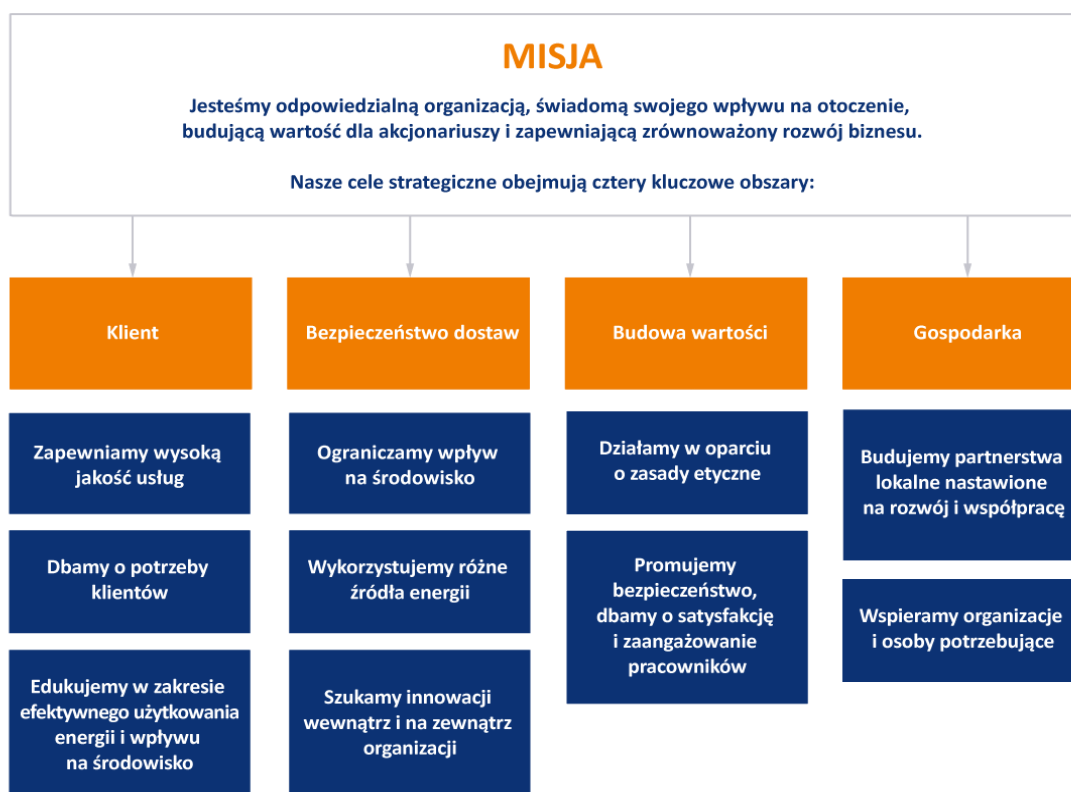 MISJA
Jesteśmy odpowiedzialną organizacją, świadomą swojego wpływu na otoczenie,
budującą wartość dla akcjonariuszy i zapewniającą zrównoważony rozwój biznesu.
Nasze cele strategiczne obejmują cztery kluczowe obszary:
Klient
Bezpieczeństwo dostaw
Budowa wartości
Gospodarka
Zapewniamy wysoką
jakość usług
Dbamy o potrzeby
klientów
Edukujemy w zakresie
efektywnego użytkowania
energii i wpływu
na środowisko
Ograniczamy wpływ
na środowisko
Wykorzystujemy różne
źródła energii
Szukamy innowacji
wewnątrz i na zewnątrz
organizacji
Działamy w oparciu
o zasady etyczne
Promujemy
bezpieczeństwo,
dbamy o satysfakcję
i zaangażowanie
pracowników
Budujemy partnerstwa
lokalne nastawione
na rozwój i współpracę
Wspieramy organizacje
i osoby potrzebujące